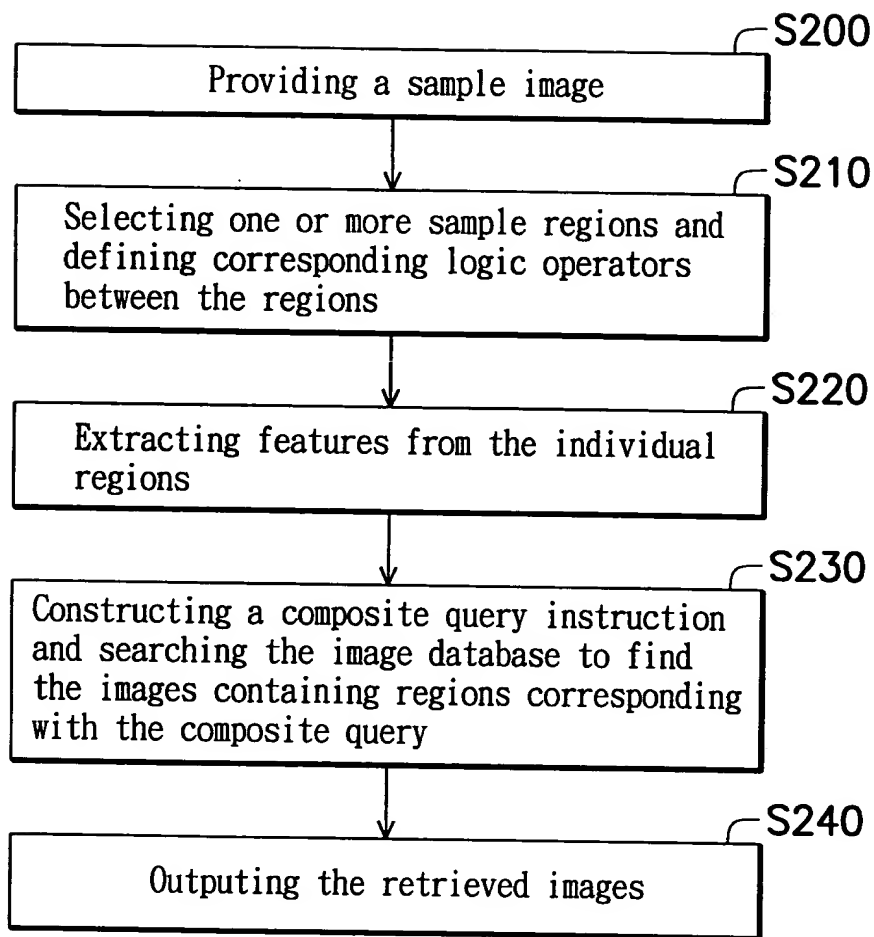 S200
Providing a sample image
S210
Selecting one or more sample regions and
defining corresponding logic operators
between the regions
S220
Extracting features from the individual
regions
S230
Constructing a composite query instruction
and searching the image database to find
the images containing regions corresponding
with the composite query
S240
Outputing the retrieved images